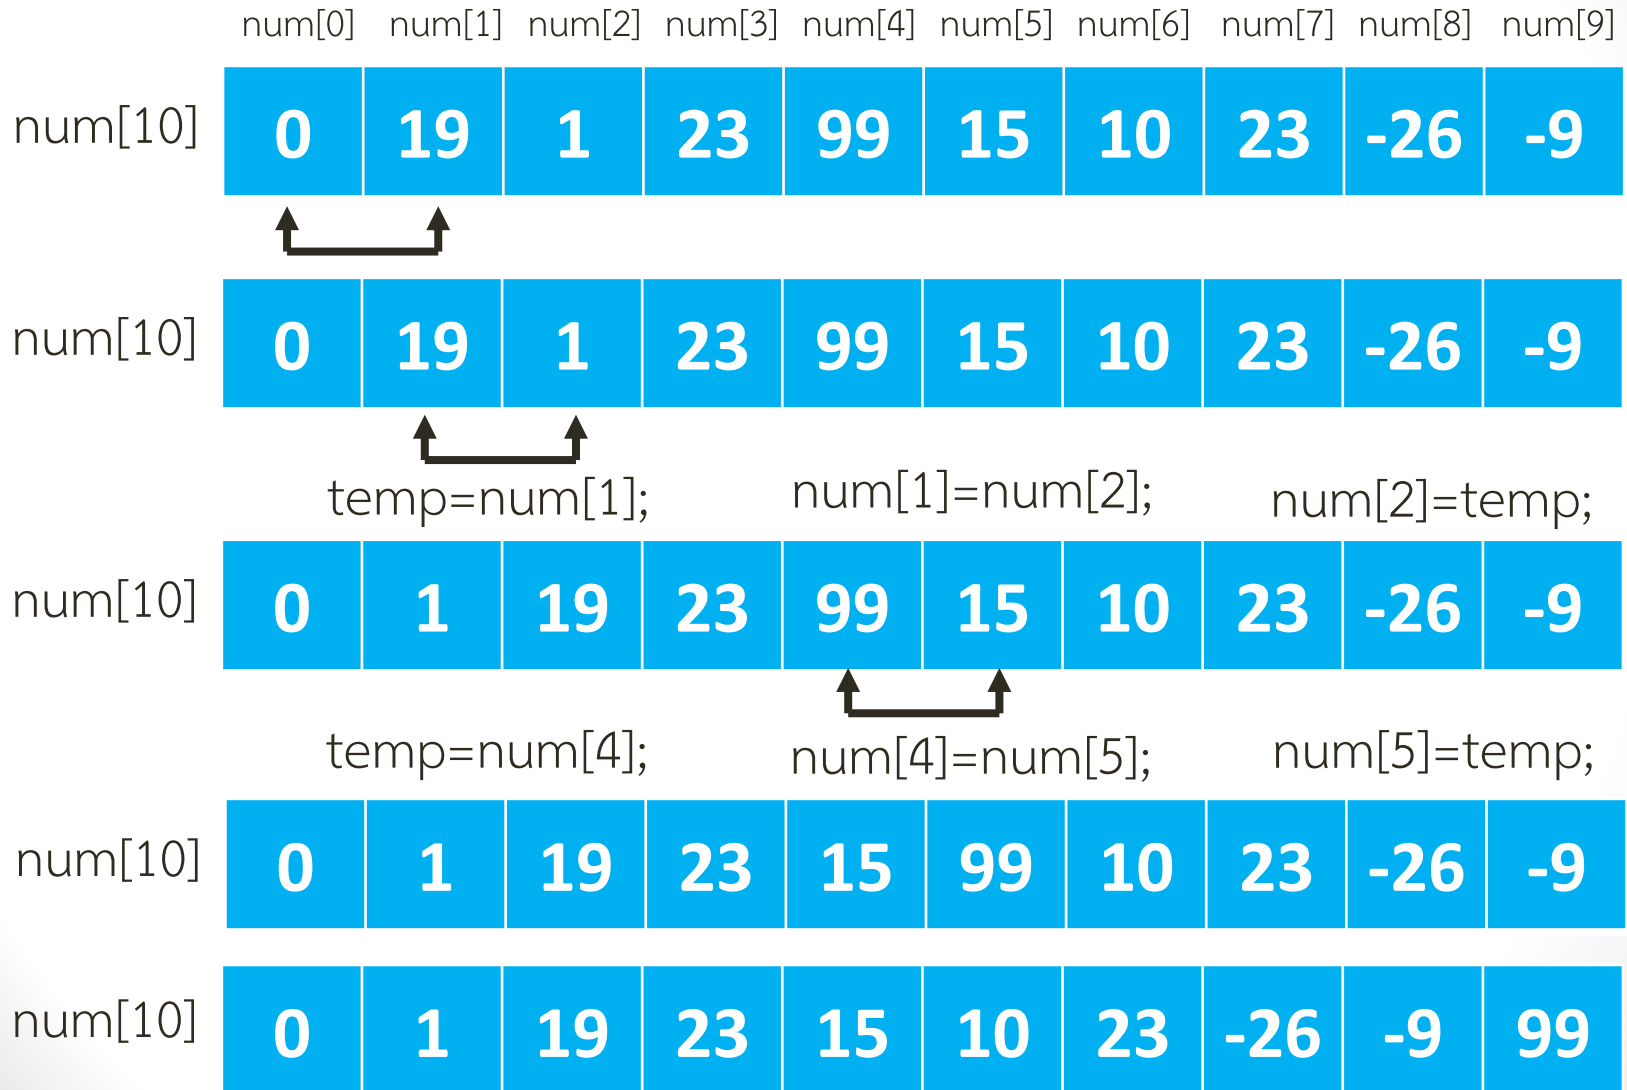 num[0] num[1] num[2] num[3] num[4] num[5] num[6] num[7] num[8] num[9]
num[10] 0 19 1 23 99 15 10 23 -26 -9
num[10] 0 19 1 23 99 15 10 23 -26 -9
temp=num[1]; num[1]=num[2]; num[2]=temp;
num[10] 0 1 19 23 99 15 10 23 -26 -9
temp=num[4]; num[4]=num[5]; num[5]=temp;
num[10] 0 1 19 23 15 99 10 23 -26 -9
num[10] 0 1 19 23 15 10 23 -26 -9 99